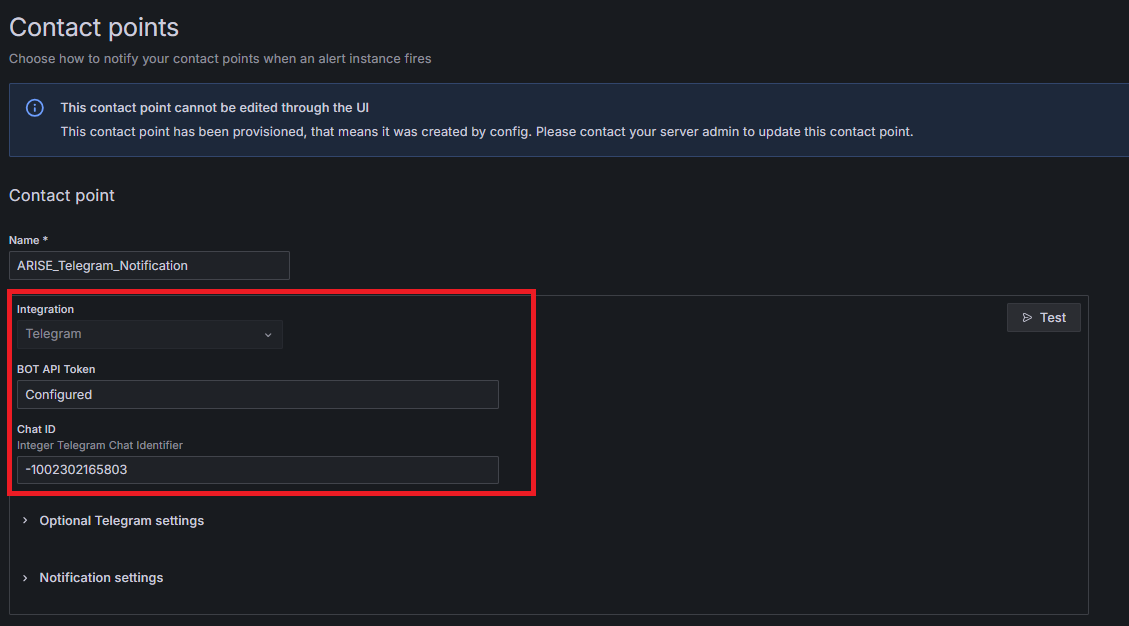 Contact points
Choose how to notify your contact points when an alert instance fires
This contact point cannot be edited through the UI
This contact point has been provisioned, that means it was created by config. Please contact your server admin to update this contact point.
Contact point
Name *
ARISE_Telegram_Notification
Integration
Telegram
Test
BOT API Token
Configured
Chat ID
Integer Telegram Chat Identifier
-1002302165803
Optional Telegram settings
Notification settings